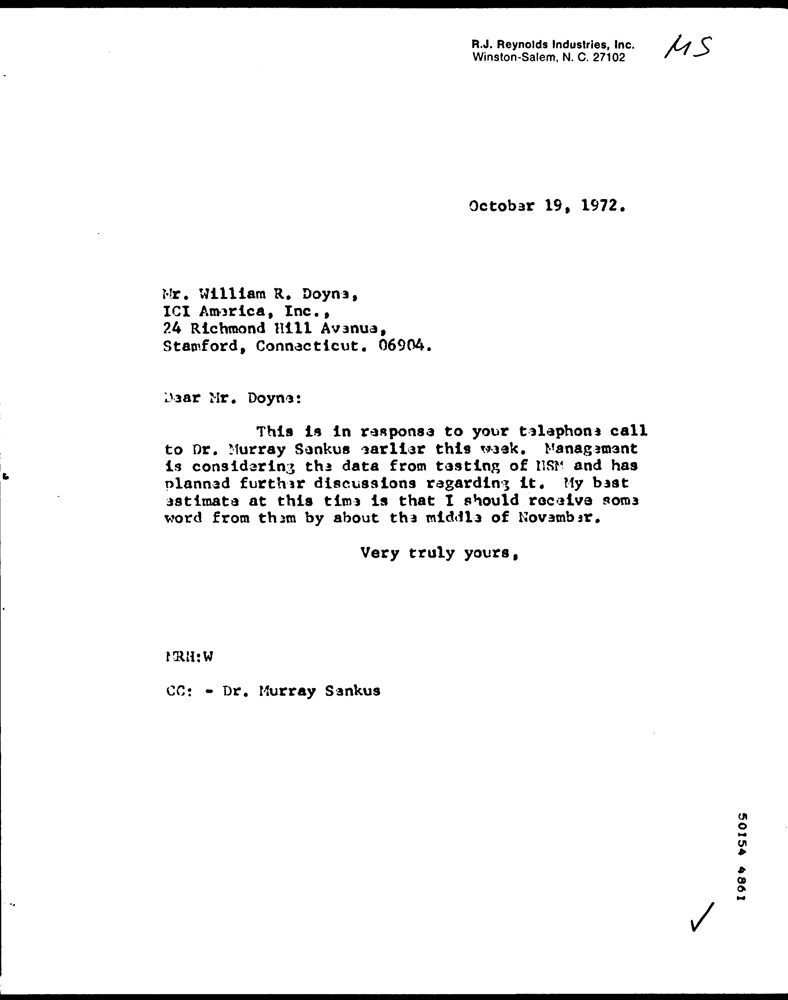 R.J. Reynolds Industries, Inc.
Winston-Salem, N. C. 27102
MS
October 19, 1972.
Mr. William R. Doyne,
ICI America, Inc.,
24 Richmond Hill Avenue,
Stamford, Connecticut. 06904.
Dear Mr. Doyne:
This is in response to your telephone call
to Dr. Murray Senkus earlier this week. Management
is considering the data from testing of NSM and has
planned further discussions regarding it. My best
estimate at this time is that I should receive some
word from them by about the middle of November.
Very truly yours,
MRH:W
CC: - Dr. Murray Senkus
50154 4861